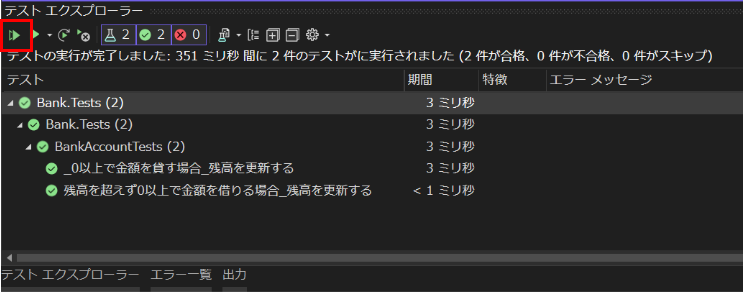 テスト エクスプローラー
2 2 0
テストの実行が完了しました: 351 ミリ秒 間に 2 件のテストがに実行されました (2 件が合格、0 件が不合格、0 件がスキップ)
テスト 期間 特徴 エラー メッセージ
Bank.Tests (2) 3 ミリ秒
Bank.Tests (2) 3 ミリ秒
BankAccountTests (2) 3 ミリ秒
_0以上で金額を貸す場合_残高を更新する 3 ミリ秒
残高を超えず0以上で金額を借りる場合_残高を更新する < 1 ミリ秒
テスト エクスプローラー エラー一覧 出力